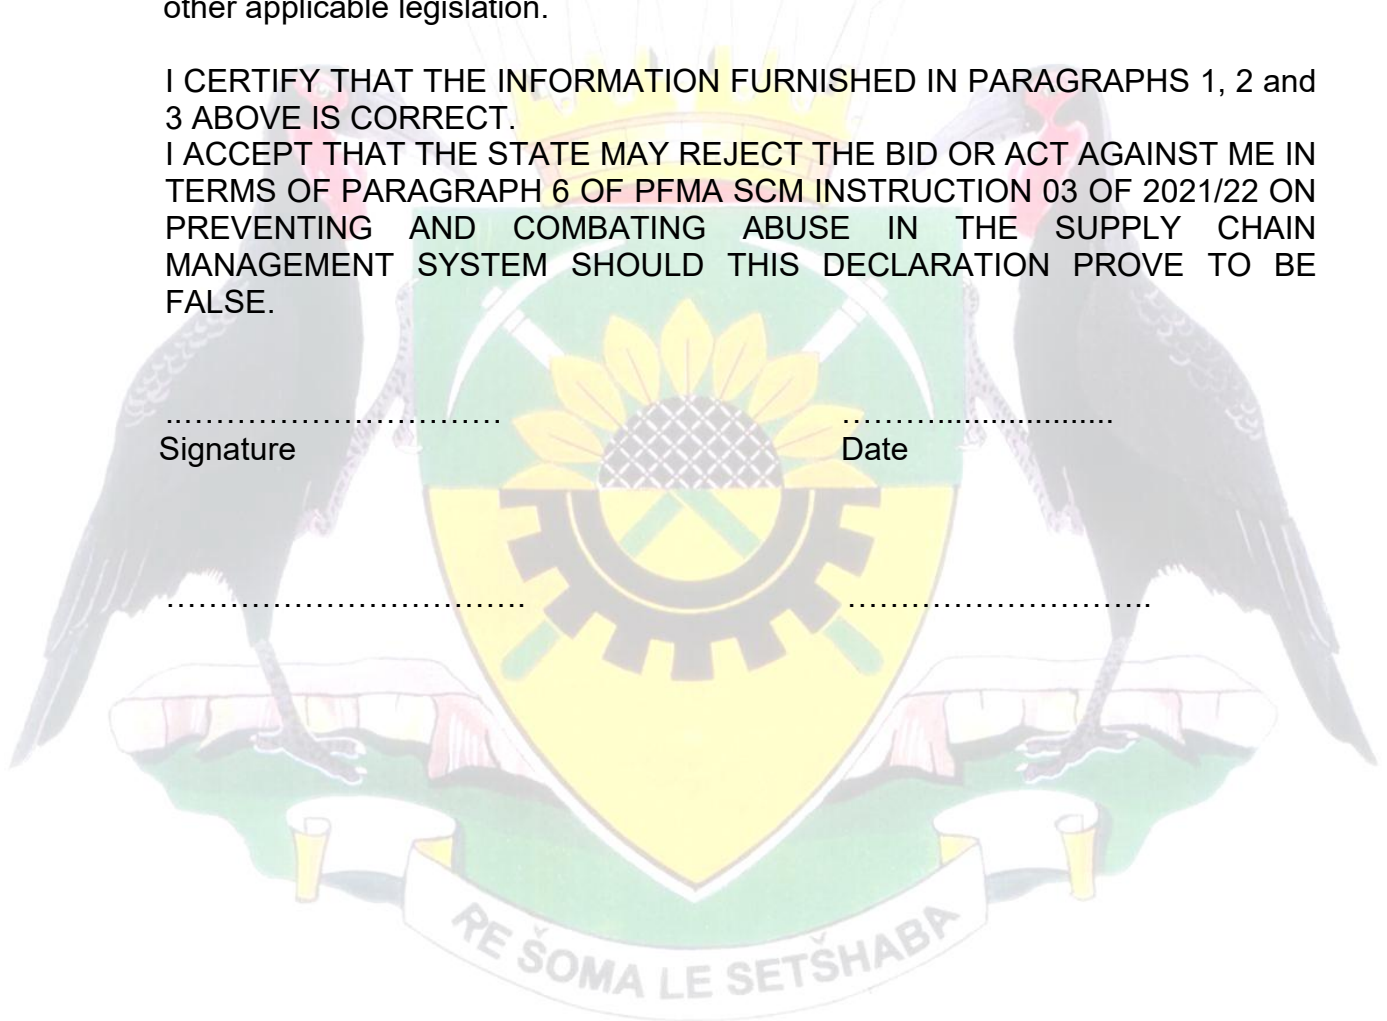 other applicable legislation.
I CERTIFY THAT THE INFORMATION FURNISHED IN PARAGRAPHS 1, 2 and
3 ABOVE IS CORRECT.
I ACCEPT THAT THE STATE MAY REJECT THE BID OR ACT AGAINST ME IN
TERMS OF PARAGRAPH 6 OF PFMA SCM INSTRUCTION 03 OF 2021/22 ON
PREVENTING AND COMBATING ABUSE IN THE SUPPLY CHAIN
MANAGEMENT SYSTEM SHOULD THIS DECLARATION PROVE TO BE
FALSE.
..………………………… ………....................
Signature Date
……………………………. ………………………..
RE ŠOMA LE SETŠHABA